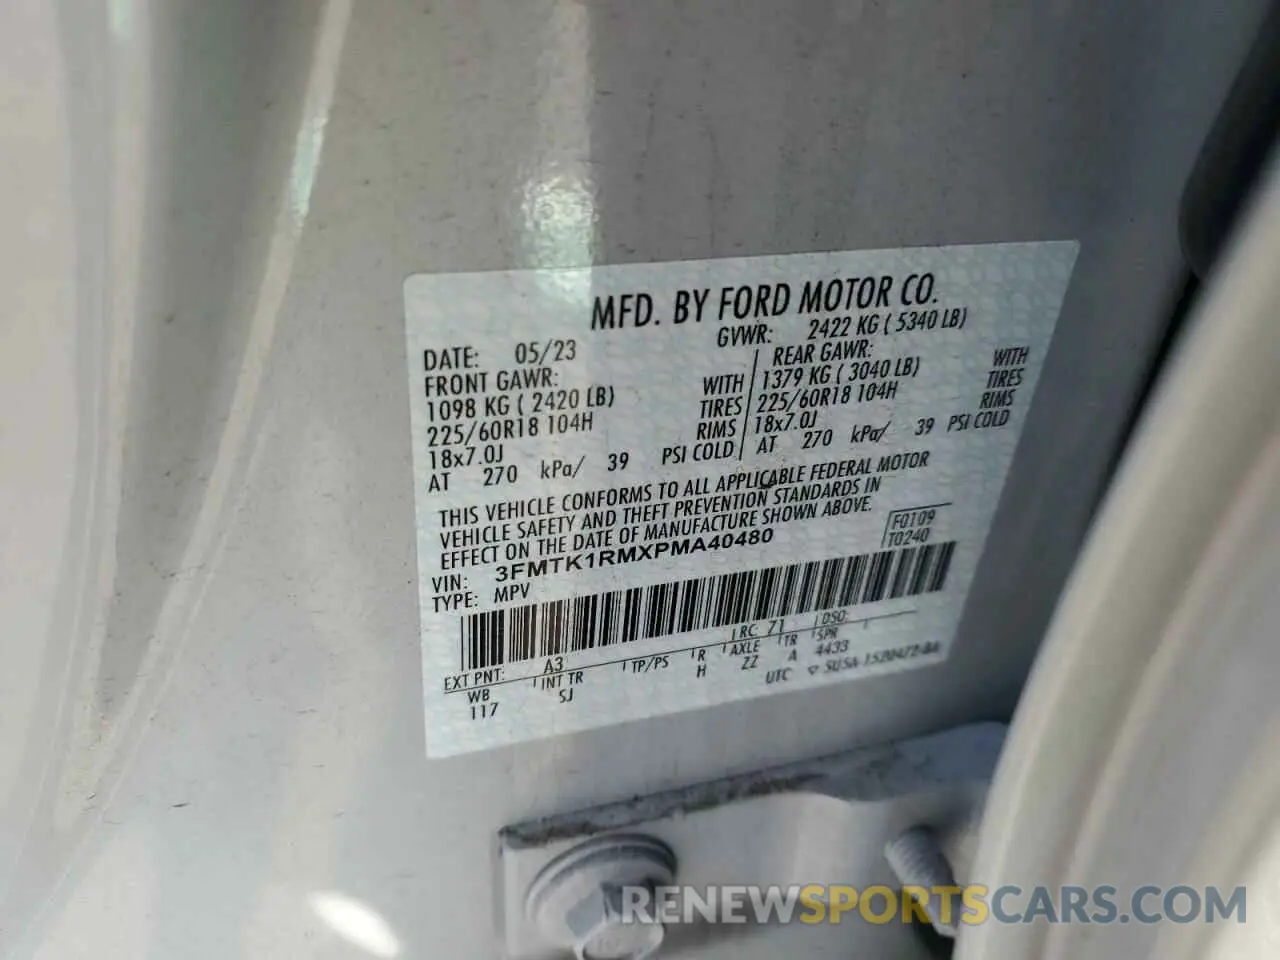 MFD. BY FORD MOTOR CO.
DATE: 05/23 GVWR: 2422 KG ( 5340 LB)
FRONT GAWR: REAR GAWR:
1098 KG ( 2420 LB) WITH 1379 KG ( 3040 LB) WITH
225/60R18 104H TIRES 225/60R18 104H TIRES
18x7.0J RIMS 18x7.0J RIMS
AT 270 kPa/ 39 PSI COLD AT 270 kPa/ 39 PSI COLD
THIS VEHICLE CONFORMS TO ALL APPLICABLE FEDERAL MOTOR
VEHICLE SAFETY AND THEFT PREVENTION STANDARDS IN
EFFECT ON THE DATE OF MANUFACTURE SHOWN ABOVE.
VIN: 3FMTK1RMXPMA40480 F0109
TYPE: MPV T0240
EXT PNT: A3 RC: 71 DSO:
WB INT TR TP/PS R AXLE TR SPR
117 SJ H ZZ A 4433
UTC
RENEWSPORTSCARS.COM